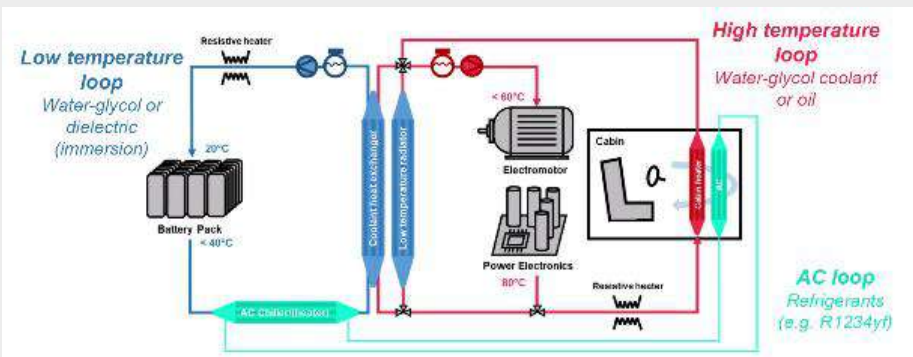 Low temperature
loop
Water-glycol or
dielectric
(immersion)
Resistive heater
20°C
Battery Pack
< 40°C
AC Chiller(heater)
Coolant heat exchanger
Low temperature radiator
< 60°C
Electromotor
Power Electronics
80°C
Resistive heater
Cabin
Cabin heater
AC
High temperature
loop
Water-glycol coolant
or oil
AC loop
Refrigerants
(e.g. R1234yf)